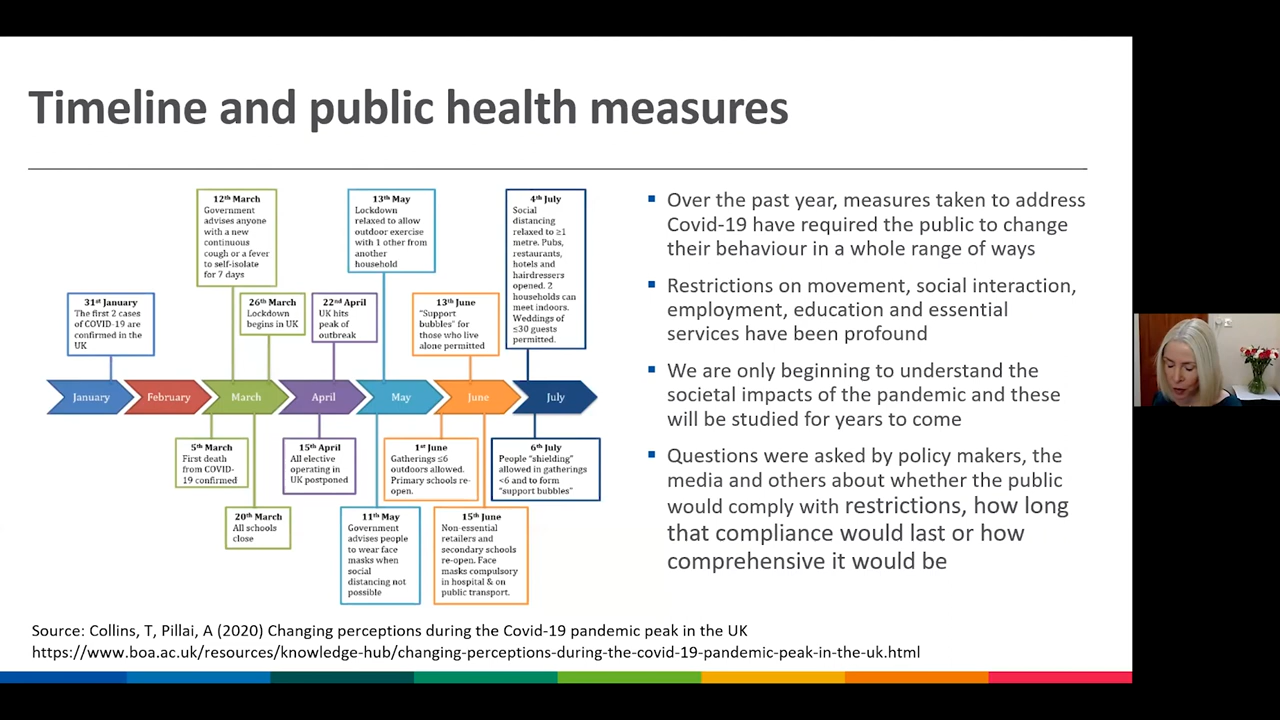 Timeline and public health measures
12th March
Government
advises anyone
with a new
continuous
cough or a fever
to self-isolate
for 7 days
13th May
Lockdown
relaxed to allow
outdoor exercise
with 1 other from
another
household
4th July
Social
distancing
relaxed to ≥1
metre. Pubs,
restaurants,
hotels and
hairdressers
opened. 2
households can
meet indoors.
Weddings of
≤30 guests
permitted.
31st January
The first 2 cases
of COVID-19 are
confirmed in the
UK
26th March
Lockdown
begins in UK
22nd April
UK hits
peak of
outbreak
13th June
"Support
bubbles" for
those who live
alone permitted
January
February
March
April
May
June
July
5th March
First death
from COVID-
19 confirmed
15th April
All elective
operating in
UK postponed
1st June
Gatherings ≤6
outdoors allowed.
Primary schools re-
open.
6th July
People "shielding"
allowed in gatherings
<6 and to form
"support bubbles"
20th March
All schools
close
11th May
Government
advises people
to wear face
masks when
social
distancing not
possible
15th June
Non-essential
retailers and
secondary schools
re-open. Face
masks compulsory
in hospital & on
public transport.
▪ Over the past year, measures taken to address
Covid-19 have required the public to change
their behaviour in a whole range of ways
▪ Restrictions on movement, social interaction,
employment, education and essential
services have been profound
▪ We are only beginning to understand the
societal impacts of the pandemic and these
will be studied for years to come
▪ Questions were asked by policy makers, the
media and others about whether the public
would comply with restrictions, how long
that compliance would last or how
comprehensive it would be
Source: Collins, T, Pillai, A (2020) Changing perceptions during the Covid-19 pandemic peak in the UK
https://www.boa.ac.uk/resources/knowledge-hub/changing-perceptions-during-the-covid-19-pandemic-peak-in-the-uk.html